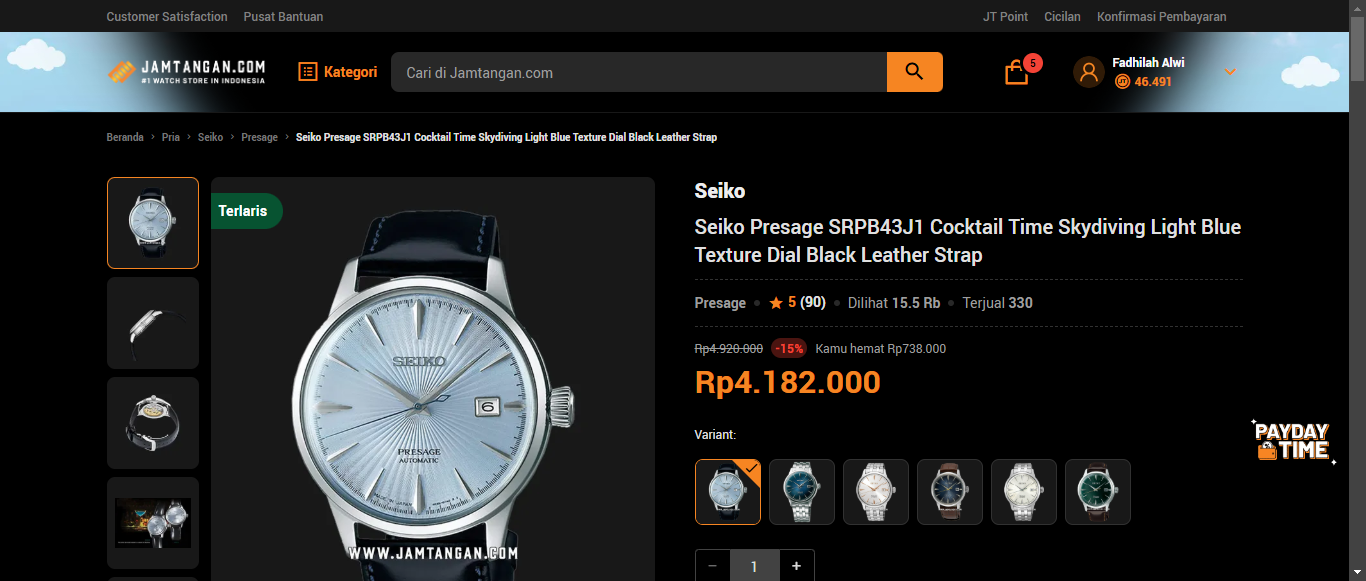 Customer Satisfaction Pusat Bantuan JT Point Cicilan Konfirmasi Pembayaran
JAMTANGAN.COM
#1 WATCH STORE IN INDONESIA
Kategori
Cari di Jamtangan.com
5
Fadhilah Alwi
46.491
Beranda › Pria › Seiko › Presage › Seiko Presage SRPB43J1 Cocktail Time Skydiving Light Blue Texture Dial Black Leather Strap
Terlaris
SEIKO
6
PRESAGE
AUTOMATIC
WWW.JAMTANGAN.COM
Seiko
Seiko Presage SRPB43J1 Cocktail Time Skydiving Light Blue
Texture Dial Black Leather Strap
Presage • ★ 5 (90) • Dilihat 15.5 Rb • Terjual 330
Rp4.920.000 -15% Kamu hemat Rp738.000
Rp4.182.000
Variant:
− 1 +
PAYDAY
TIME